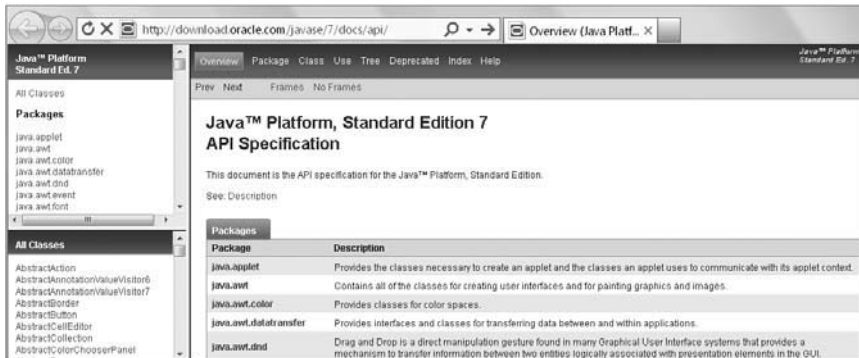 http://download.oracle.com/javase/7/docs/api/
Overview (Java Platf...
Java™ Platform
Standard Ed. 7
All Classes
Packages
java.applet
java.awt
java.awt.color
java.awt.datatransfer
java.awt.dnd
java.awt.event
java.awt.font
All Classes
AbstractAction
AbstractAnnotationValueVisitor6
AbstractAnnotationValueVisitor7
AbstractBorder
AbstractButton
AbstractCellEditor
AbstractCollection
AbstractColorChooserPanel
Overview Package Class Use Tree Deprecated Index Help
Java™ Platform
Standard Ed. 7
Prev Next Frames No Frames
Java™ Platform, Standard Edition 7
API Specification
This document is the API specification for the Java™ Platform, Standard Edition.
See: Description
Packages
Package Description
java.applet Provides the classes necessary to create an applet and the classes an applet uses to communicate with its applet context.
java.awt Contains all of the classes for creating user interfaces and for painting graphics and images.
java.awt.color Provides classes for color spaces.
java.awt.datatransfer Provides interfaces and classes for transferring data between and within applications.
java.awt.dnd Drag and Drop is a direct manipulation gesture found in many Graphical User Interface systems that provides a
mechanism to transfer information between two entities logically associated with presentation elements in the GUI.